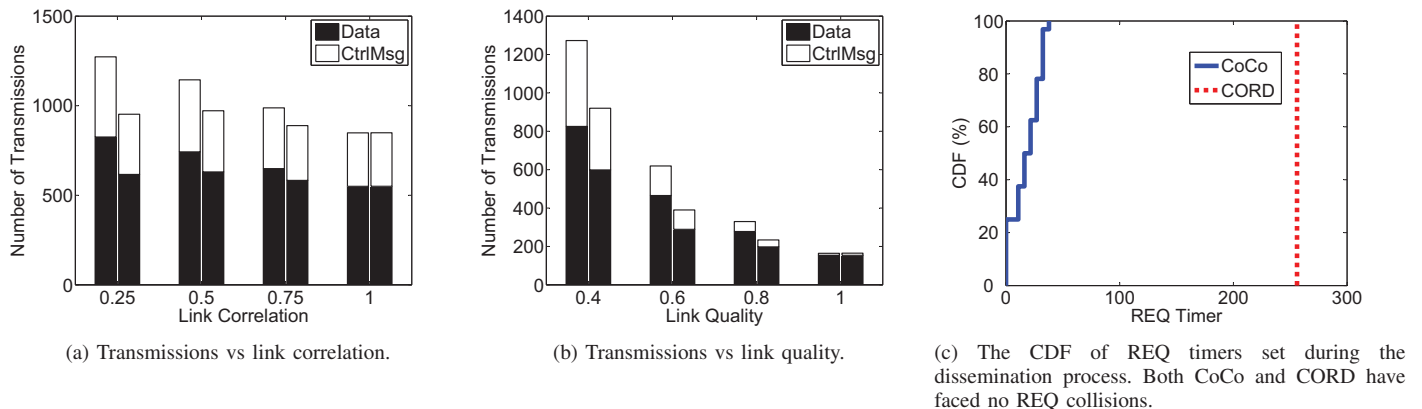 1500
1000
500
0
Number of Transmissions
Data
CtrlMsg
0.25 0.5 0.75 1
Link Correlation
(a) Transmissions vs link correlation.
1400
1200
1000
800
600
400
200
0
Number of Transmissions
Data
CtrlMsg
0.4 0.6 0.8 1
Link Quality
(b) Transmissions vs link quality.
100
80
60
40
20
0
CDF (%)
CoCo
CORD
0 100 200 300
REQ Timer
(c) The CDF of REQ timers set during the
dissemination process. Both CoCo and CORD have
faced no REQ collisions.